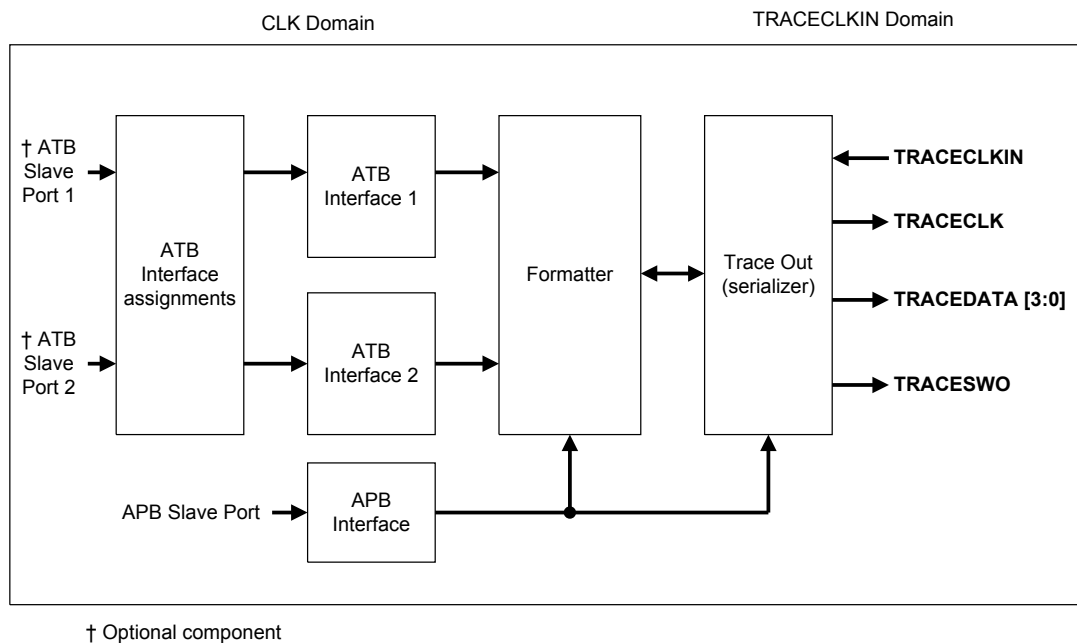 CLK Domain
TRACECLKIN Domain
† ATB
Slave
Port 1
† ATB
Slave
Port 2
ATB
Interface
assignments
ATB
Interface 1
ATB
Interface 2
Formatter
Trace Out
(serializer)
TRACECLKIN
TRACECLK
TRACEDATA [3:0]
TRACESWO
APB Slave Port
APB
Interface
† Optional component